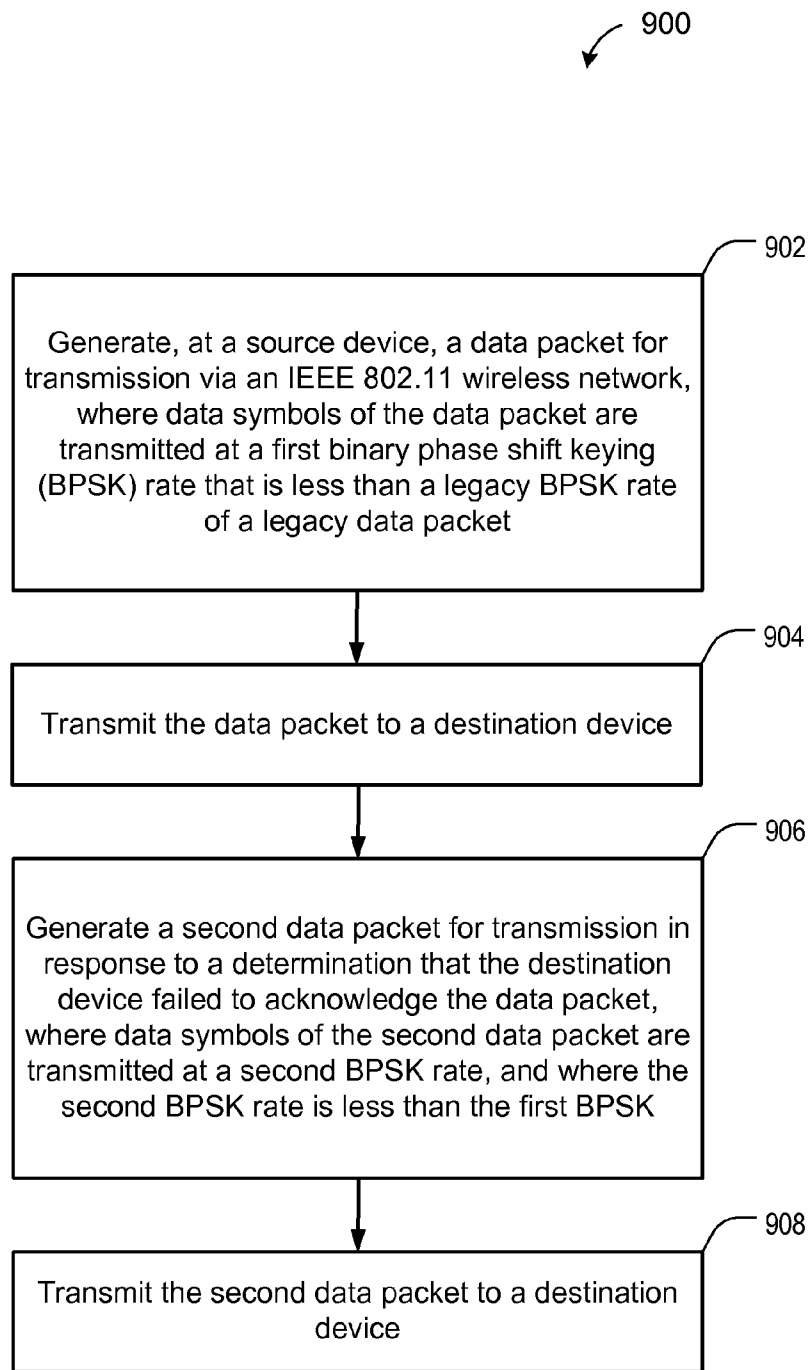 900
902
Generate, at a source device, a data packet for
transmission via an IEEE 802.11 wireless network,
where data symbols of the data packet are
transmitted at a first binary phase shift keying
(BPSK) rate that is less than a legacy BPSK rate
of a legacy data packet
904
Transmit the data packet to a destination device
906
Generate a second data packet for transmission in
response to a determination that the destination
device failed to acknowledge the data packet,
where data symbols of the second data packet are
transmitted at a second BPSK rate, and where the
second BPSK rate is less than the first BPSK
908
Transmit the second data packet to a destination
device